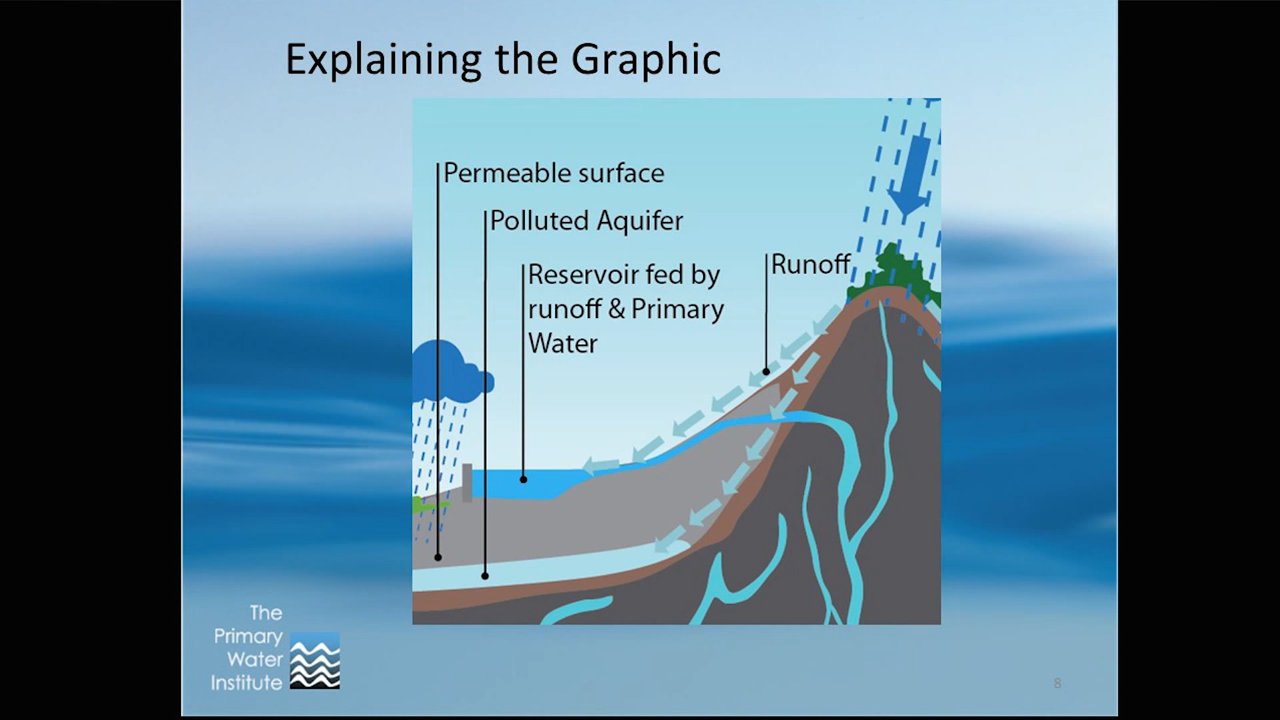 Explaining the Graphic
Permeable surface
Polluted Aquifer
Reservoir fed by
runoff & Primary
Water
Runoff
The
Primary
Water
Institute
8